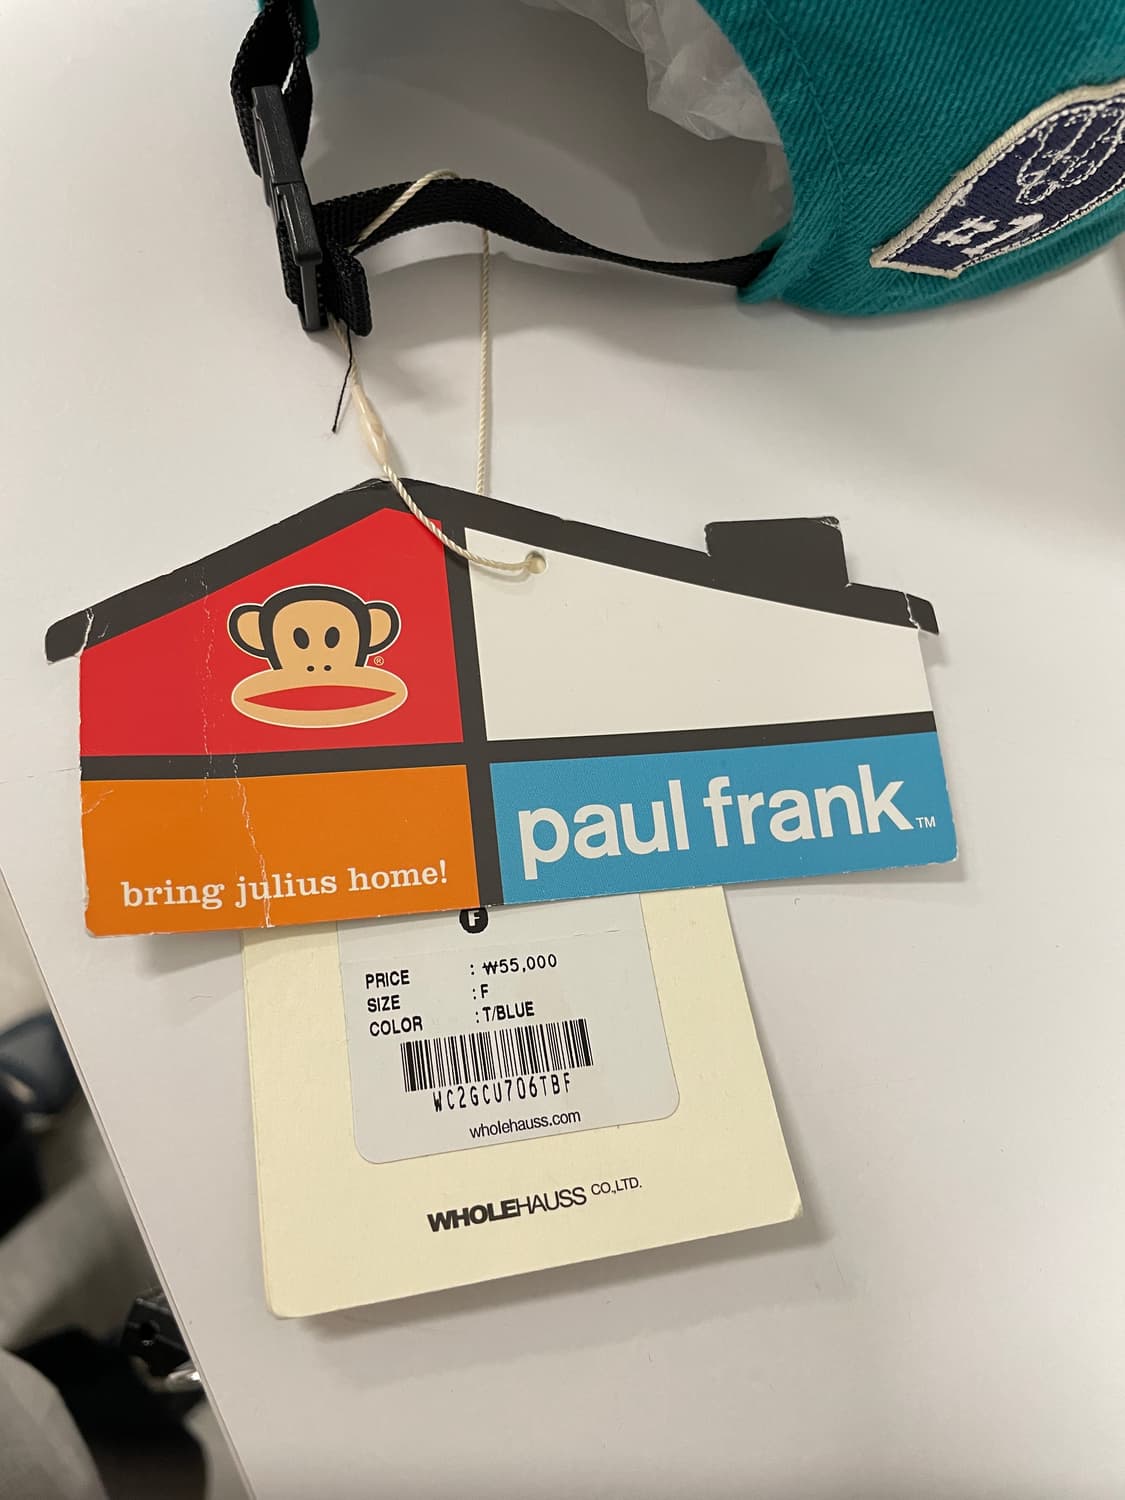 ®
bring julius home!
paul frank™
F
PRICE : ₩55,000
SIZE : F
COLOR : T/BLUE
WC2GCU706TBF
wholehauss.com
WHOLEHAUSS CO.,LTD.